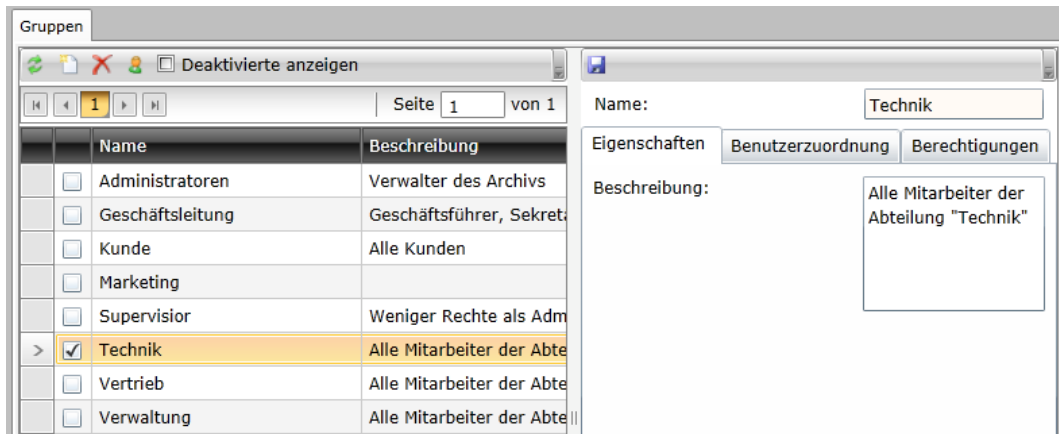 Gruppen
Deaktivierte anzeigen
1 Seite 1 von 1
Name Beschreibung
Administratoren Verwalter des Archivs
Geschäftsleitung Geschäftsführer, Sekret
Kunde Alle Kunden
Marketing
Supervisior Weniger Rechte als Adm
Technik Alle Mitarbeiter der Abte
Vertrieb Alle Mitarbeiter der Abte
Verwaltung Alle Mitarbeiter der Abte
Name: Technik
Eigenschaften Benutzerzuordnung Berechtigungen
Beschreibung: Alle Mitarbeiter der
Abteilung "Technik"